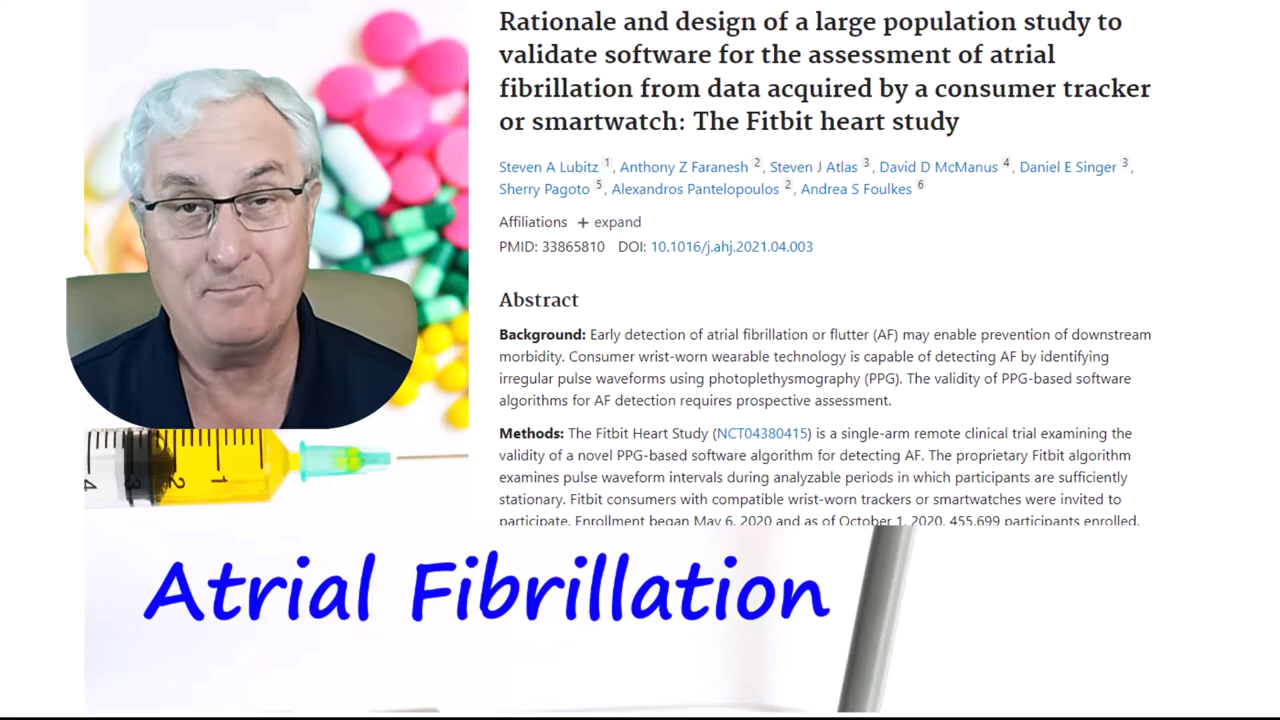 Rationale and design of a large population study to
validate software for the assessment of atrial
fibrillation from data acquired by a consumer tracker
or smartwatch: The Fitbit heart study
Steven A Lubitz 1, Anthony Z Faranesh 2, Steven J Atlas 3, David D McManus 4, Daniel E Singer 3,
Sherry Pagoto 5, Alexandros Pantelopoulos 2, Andrea S Foulkes 6
Affiliations + expand
PMID: 33865810 DOI: 10.1016/j.ahj.2021.04.003
Abstract
Background: Early detection of atrial fibrillation or flutter (AF) may enable prevention of downstream
morbidity. Consumer wrist-worn wearable technology is capable of detecting AF by identifying
irregular pulse waveforms using photoplethysmography (PPG). The validity of PPG-based software
algorithms for AF detection requires prospective assessment.
Methods: The Fitbit Heart Study (NCT04380415) is a single-arm remote clinical trial examining the
validity of a novel PPG-based software algorithm for detecting AF. The proprietary Fitbit algorithm
examines pulse waveform intervals during analyzable periods in which participants are sufficiently
stationary. Fitbit consumers with compatible wrist-worn trackers or smartwatches were invited to
participate. Enrollment began May 6, 2020 and as of October 1, 2020, 455,699 participants enrolled.
4 3 2 1
Atrial Fibrillation